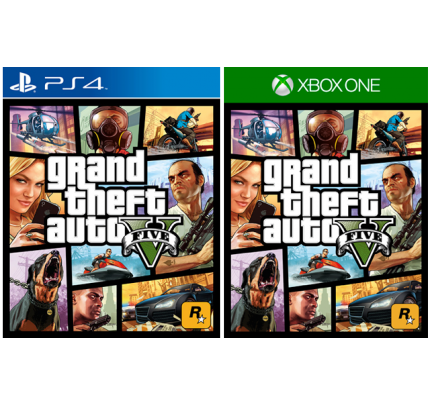 PS4
XBOX ONE
grand
theft
auto V
FIVE
R
grand
theft
auto V
FIVE
R